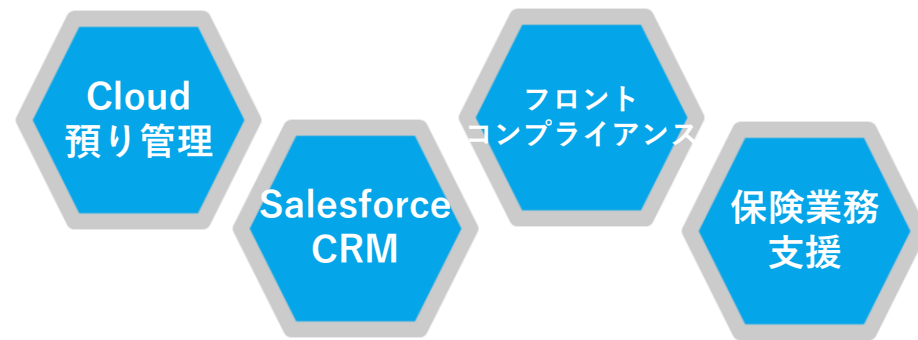 Cloud
預り管理
Salesforce
CRM
フロント
コンプライアンス
保険業務
支援